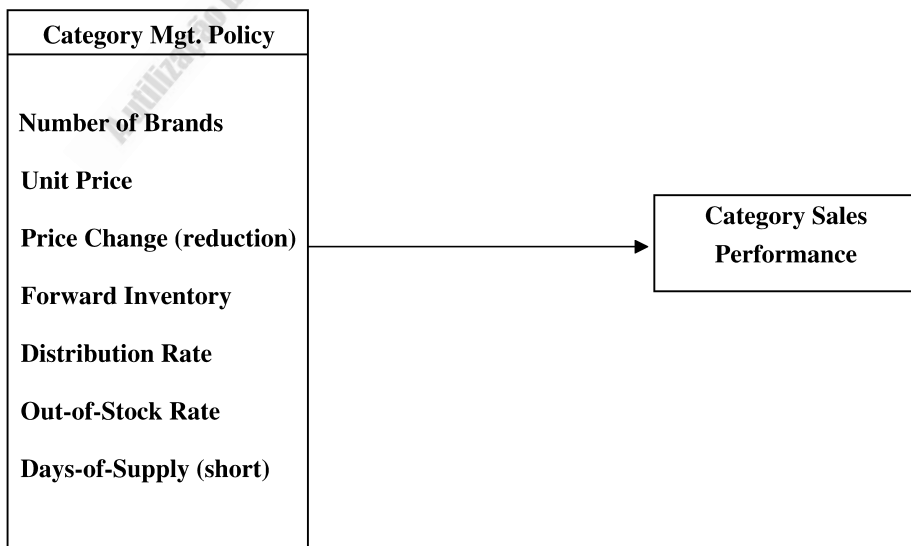 Category Mgt. Policy
Number of Brands
Unit Price
Price Change (reduction)
Forward Inventory
Distribution Rate
Out-of-Stock Rate
Days-of-Supply (short)
Category Sales
Performance
A utilização